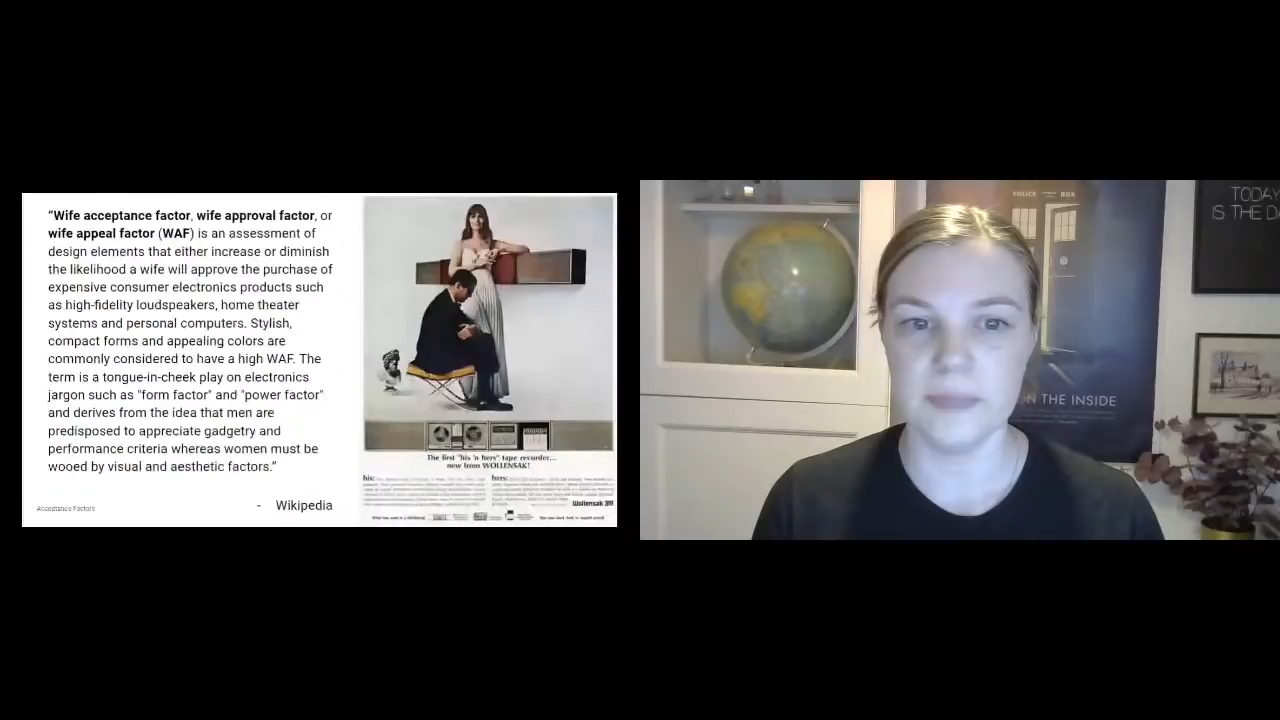 "Wife acceptance factor, wife approval factor, or
wife appeal factor (WAF) is an assessment of
design elements that either increase or diminish
the likelihood a wife will approve the purchase of
expensive consumer electronics products such
as high-fidelity loudspeakers, home theater
systems and personal computers. Stylish,
compact forms and appealing colors are
commonly considered to have a high WAF. The
term is a tongue-in-cheek play on electronics
jargon such as "form factor" and "power factor"
and derives from the idea that men are
predisposed to appreciate gadgetry and
performance criteria whereas women must be
wooed by visual and aesthetic factors."
- Wikipedia
Acceptance Factors
The first "his 'n hers" tape recorder...
new from WOLLENSAK!
his:
hers:
Wollensak 3M
POLICE BOX
N THE INSIDE
TODAY
IS THE DA